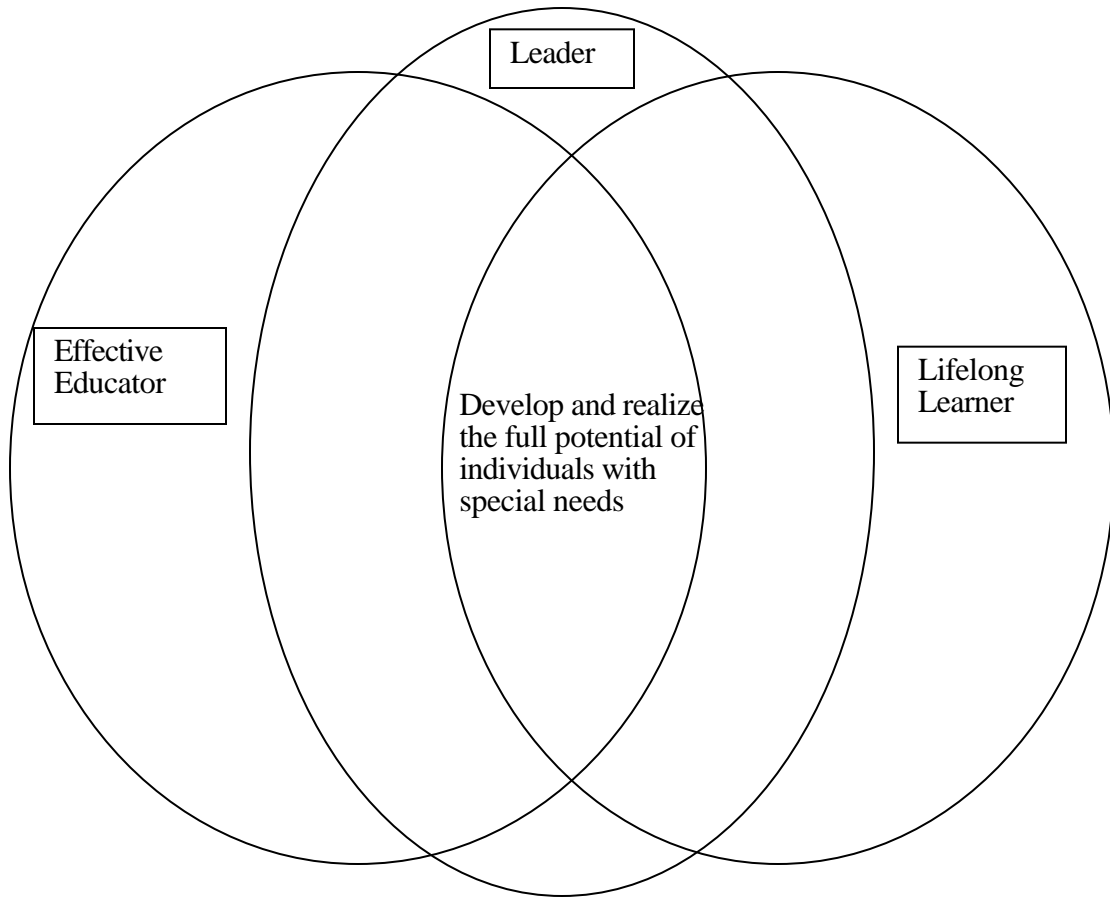 Leader
Effective
Educator
Lifelong
Learner
Develop and realize
the full potential of
individuals with
special needs